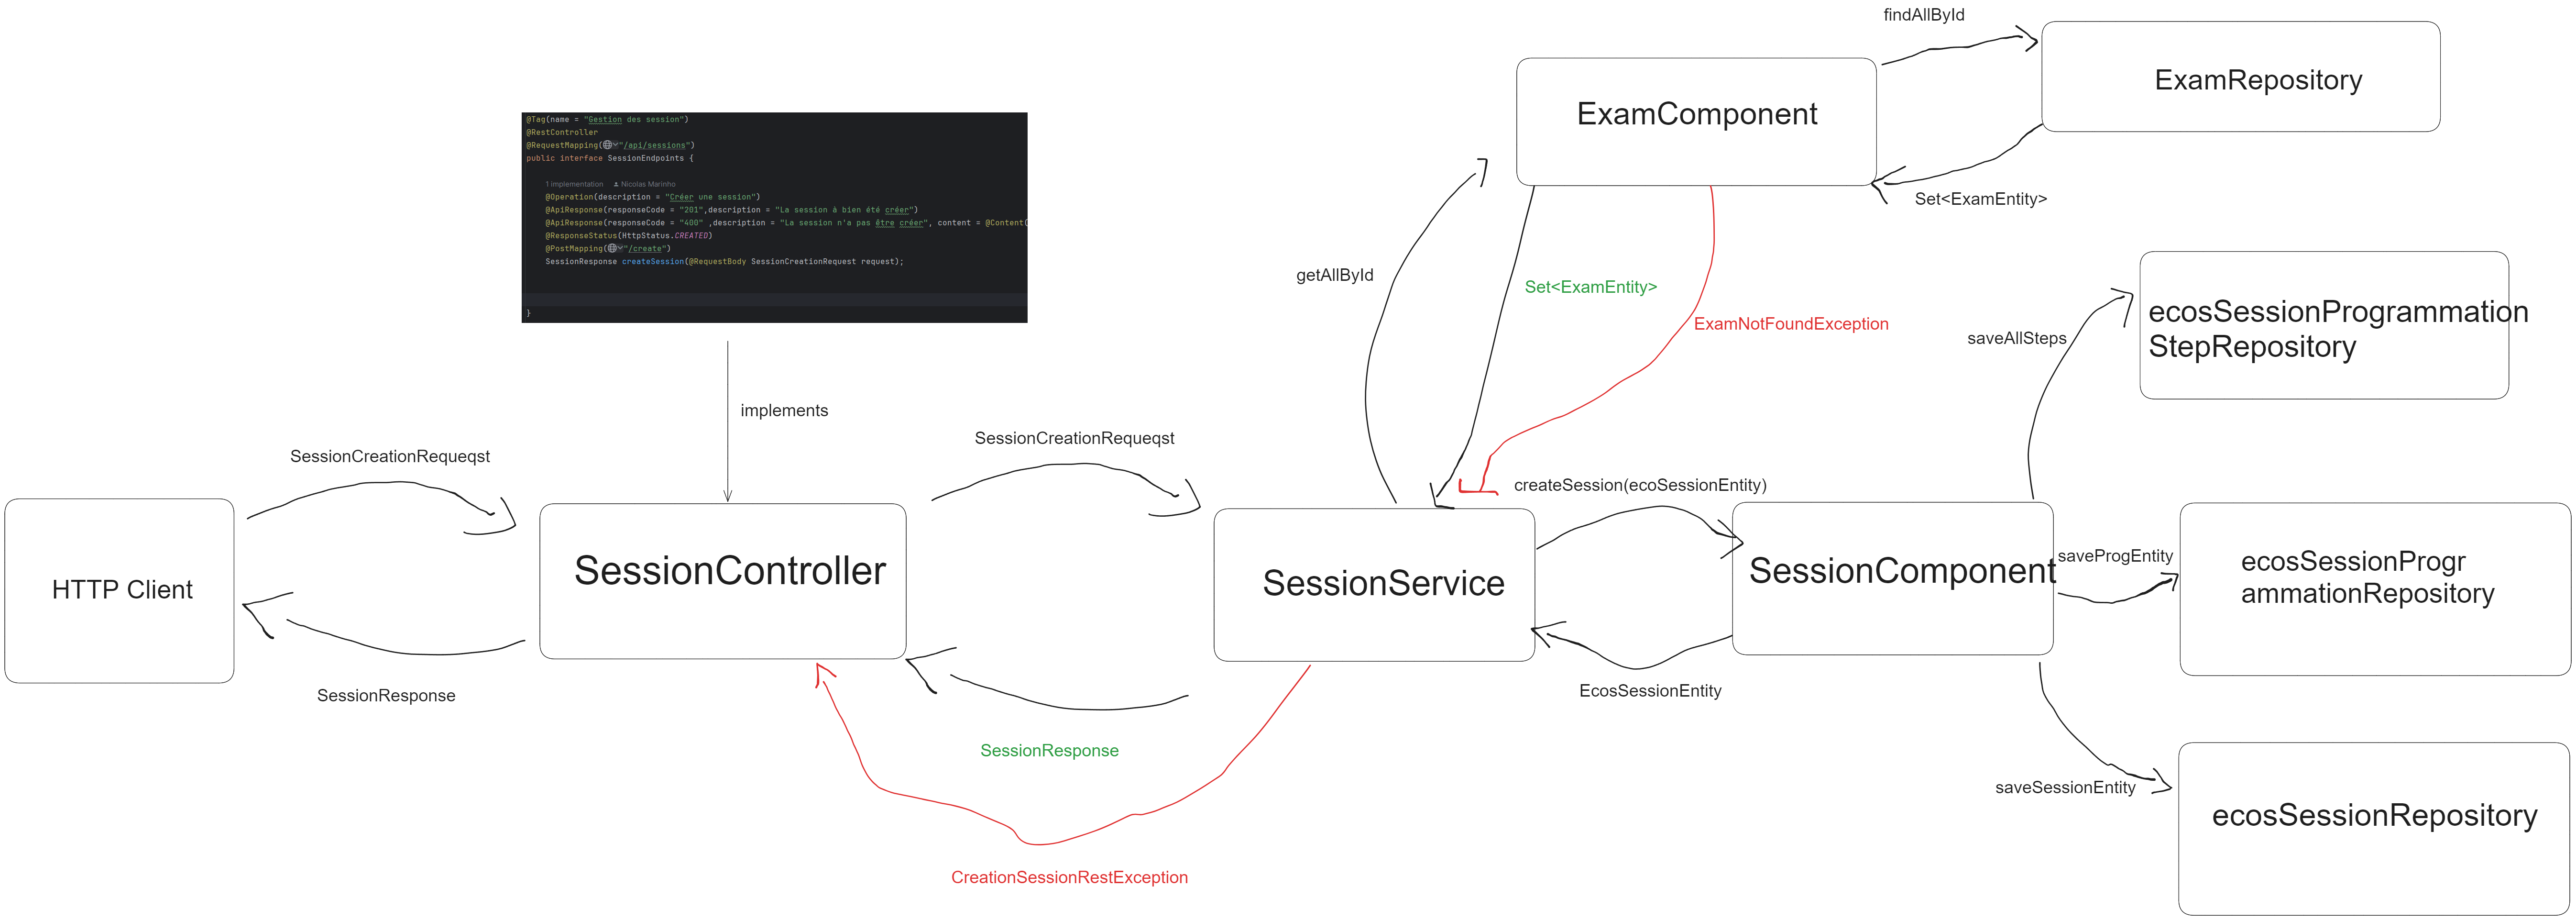 findAllById
ExamRepository
ExamComponent
Set<ExamEntity>
@Tag(name = "Gestion des session")
@RestController
@RequestMapping("/api/sessions")
public interface SessionEndpoints {
1 implementation Nicolas Marinho
@Operation(description = "Créer une session")
@ApiResponse(responseCode = "201",description = "La session à bien été créer")
@ApiResponse(responseCode = "400" ,description = "La session n'a pas être créer", content = @Content(
@ResponseStatus(HttpStatus.CREATED)
@PostMapping("/create")
SessionResponse createSession(@RequestBody SessionCreationRequest request);
}
getAllById
Set<ExamEntity>
ExamNotFoundException
saveAllSteps
ecosSessionProgrammation
StepRepository
implements
SessionCreationRequeqst
SessionCreationRequeqst
createSession(ecoSessionEntity)
HTTP Client
SessionController
SessionService
SessionComponent
saveProgEntity
ecosSessionProgr
ammationRepository
SessionResponse
SessionResponse
EcosSessionEntity
saveSessionEntity
ecosSessionRepository
CreationSessionRestException